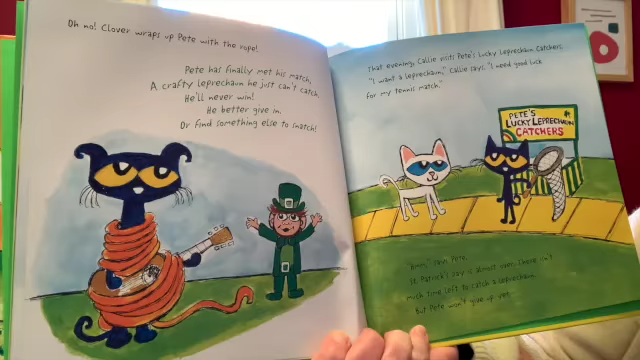 Oh no! Clover wraps up Pete with the rope!
Pete has finally met his match,
A crafty leprechaun he just can't catch.
He'll never win!
He better give in,
Or find something else to snatch!
That evening, Callie visits Pete's Lucky Leprechaun Catchers.
"I want a leprechaun," Callie says. "I need good luck
for my tennis match."
PETE'S
LUCKY LEPRECHAUN
CATCHERS
"Hmm," says Pete.
St. Patrick's Day is almost over. There isn't
much time left to catch a leprechaun.
But Pete won't give up yet.